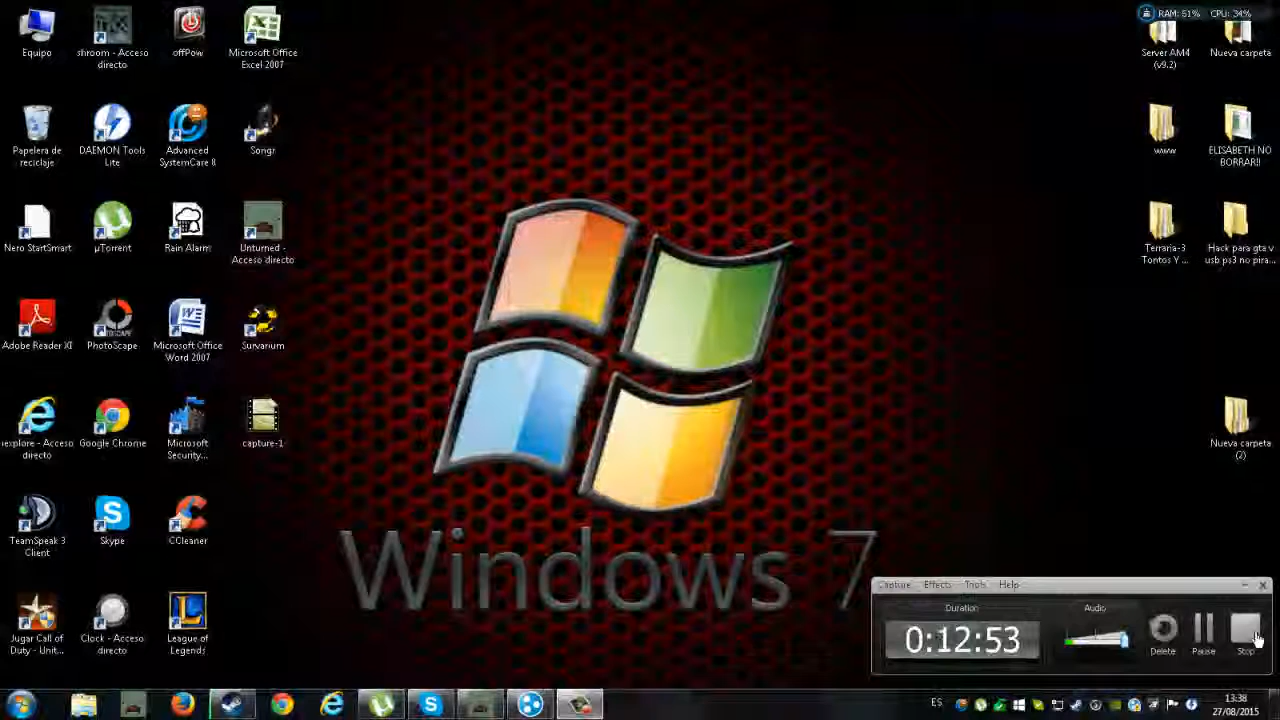 RAM: 51% CPU: 34%
Equipo
shroom - Acceso
directo
offPow
Microsoft Office
Excel 2007
Server AM4
(v9.2)
Nueva carpeta
Papelera de
reciclaje
DAEMON Tools
Lite
Advanced
SystemCare 8
Songr
www
ELISABETH NO
BORRAR!!
Nero StartSmart
µTorrent
Rain Alarm
Unturned -
Acceso directo
Terraria-3
Tontos Y ...
Hack para gta v
usb ps3 no pira...
Adobe Reader XI
PhotoScape
Microsoft Office
Word 2007
Survarium
iexplore - Acceso
directo
Google Chrome
Microsoft
Security...
capture-1
Nueva carpeta
(2)
TeamSpeak 3
Client
Skype
CCleaner
Windows 7
Capture Effects Tools Help
Duration
Audio
0:12:53
Delete
Pause
Stop
Jugar Call of
Duty - Unit...
Clock - Acceso
directo
League of
Legends
ES
13:38
27/08/2015